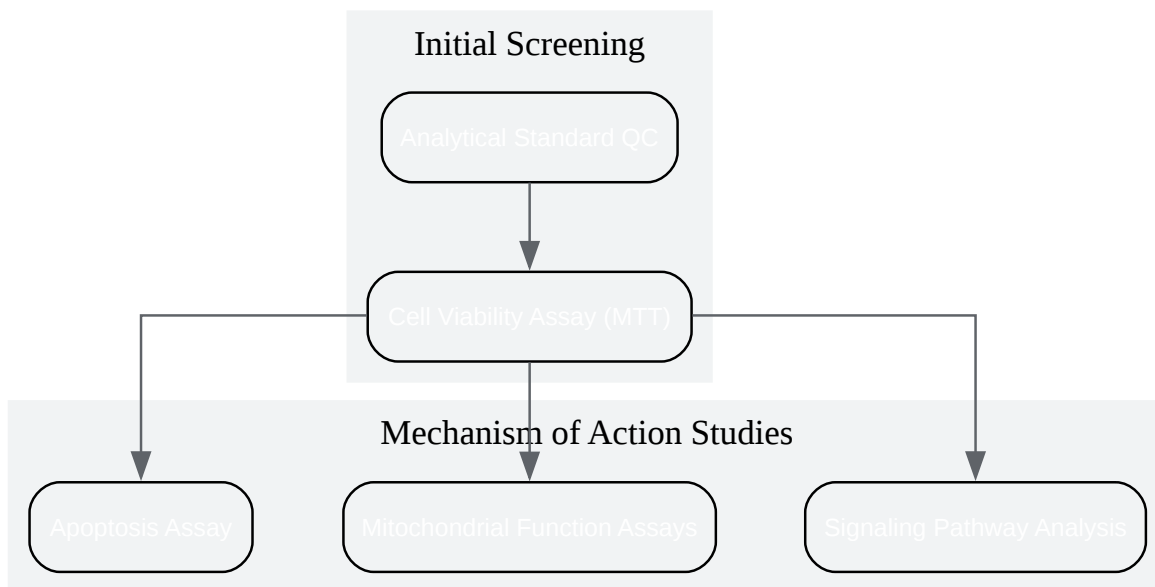 Initial Screening
Analytical Standard QC
Cell Viability Assay (MTT)
Mechanism of Action Studies
Apoptosis Assay
Mitochondrial Function Assays
Signaling Pathway Analysis